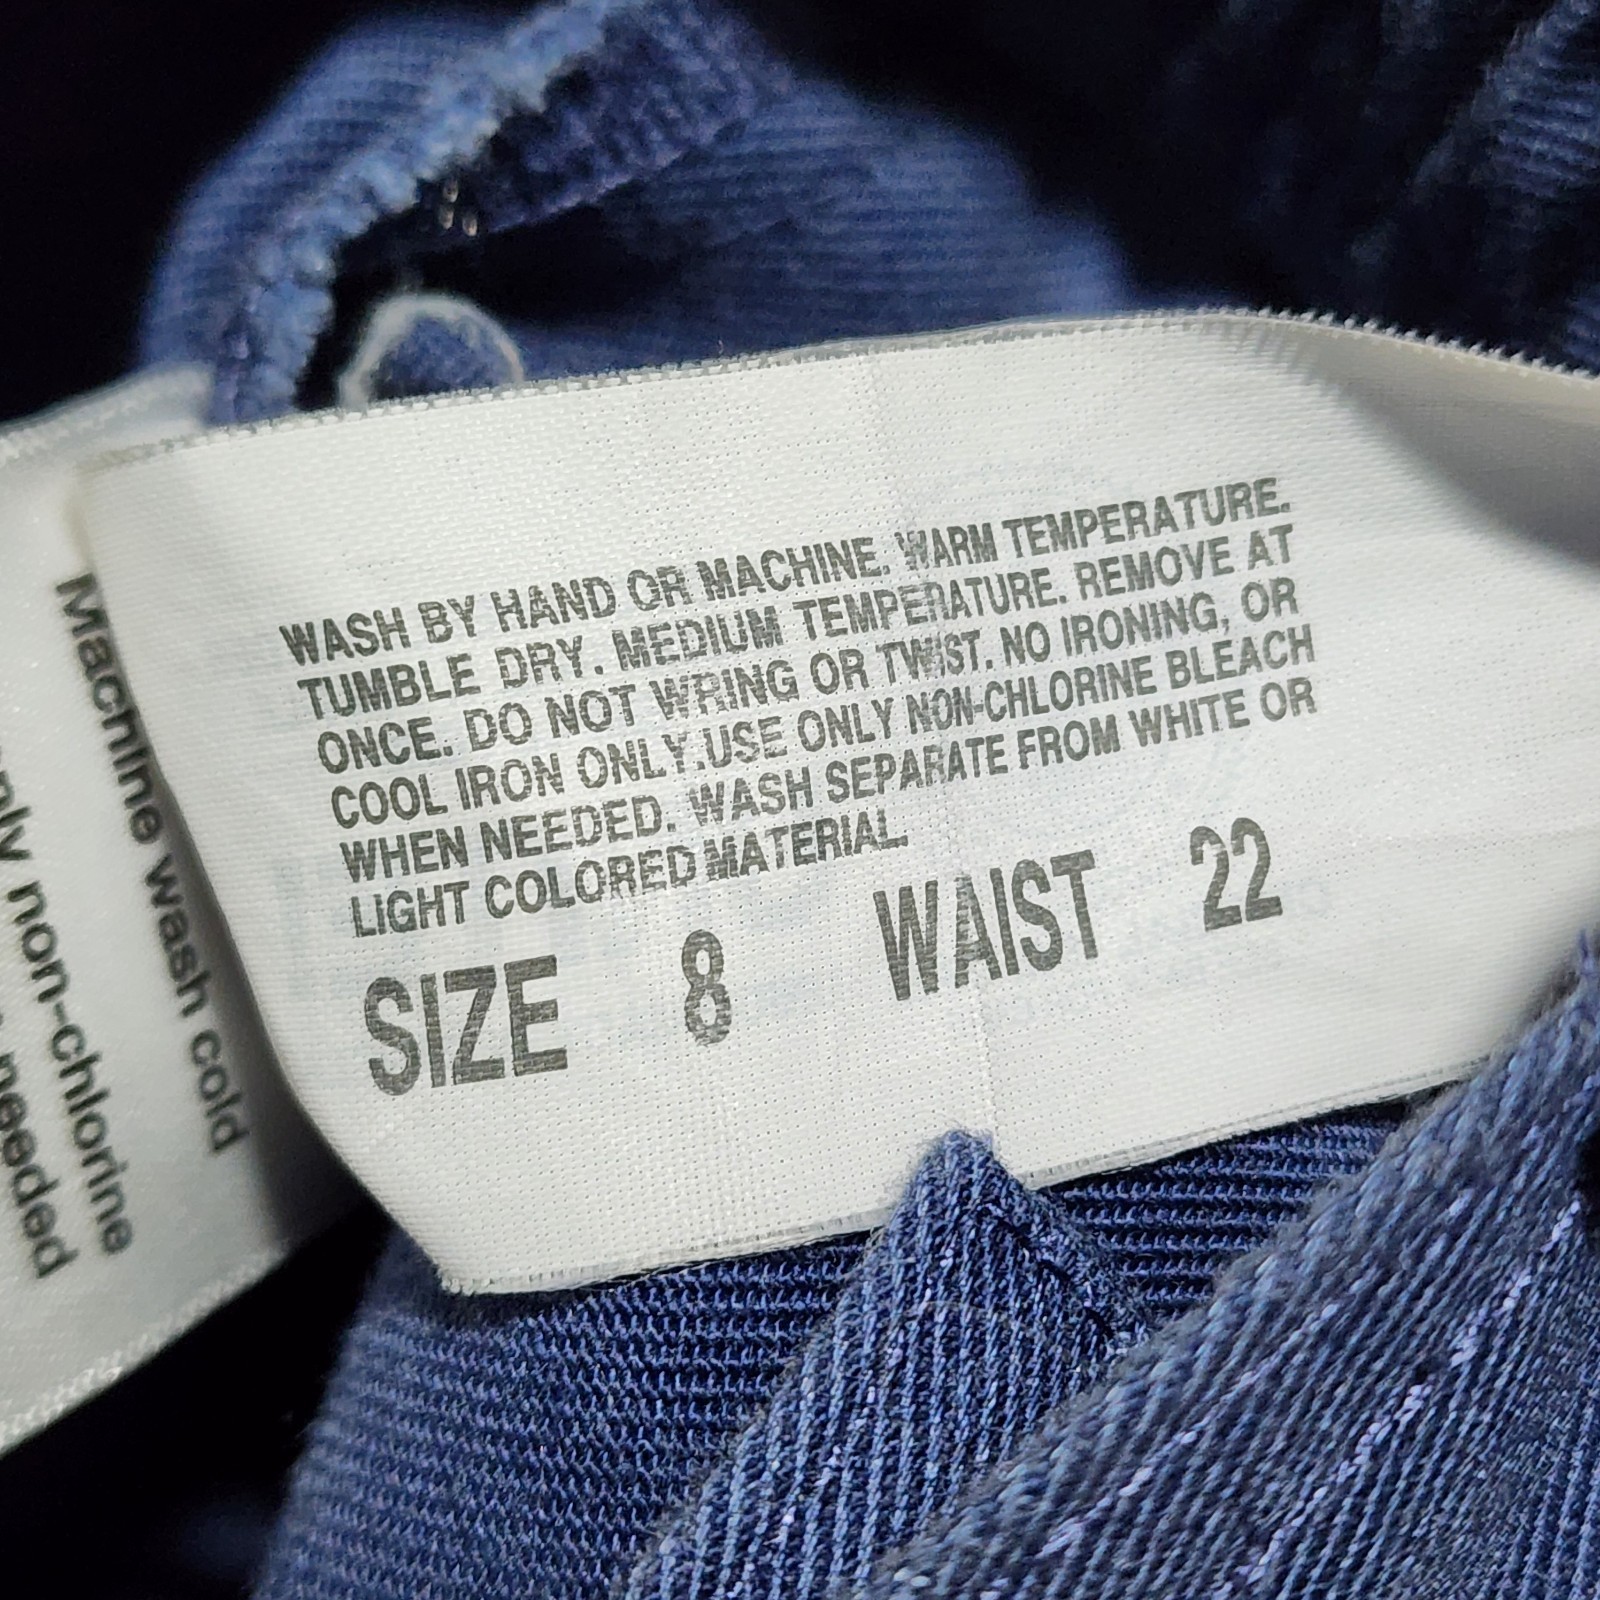 WASH BY HAND OR MACHINE. WARM TEMPERATURE.
TUMBLE DRY. MEDIUM TEMPERATURE. REMOVE AT
ONCE. DO NOT WRING OR TWIST. NO IRONING, OR
COOL IRON ONLY.USE ONLY NON-CHLORINE BLEACH
WHEN NEEDED. WASH SEPARATE FROM WHITE OR
LIGHT COLORED MATERIAL.
SIZE 8 WAIST 22
Machine wash cold
non-chlorine
needed